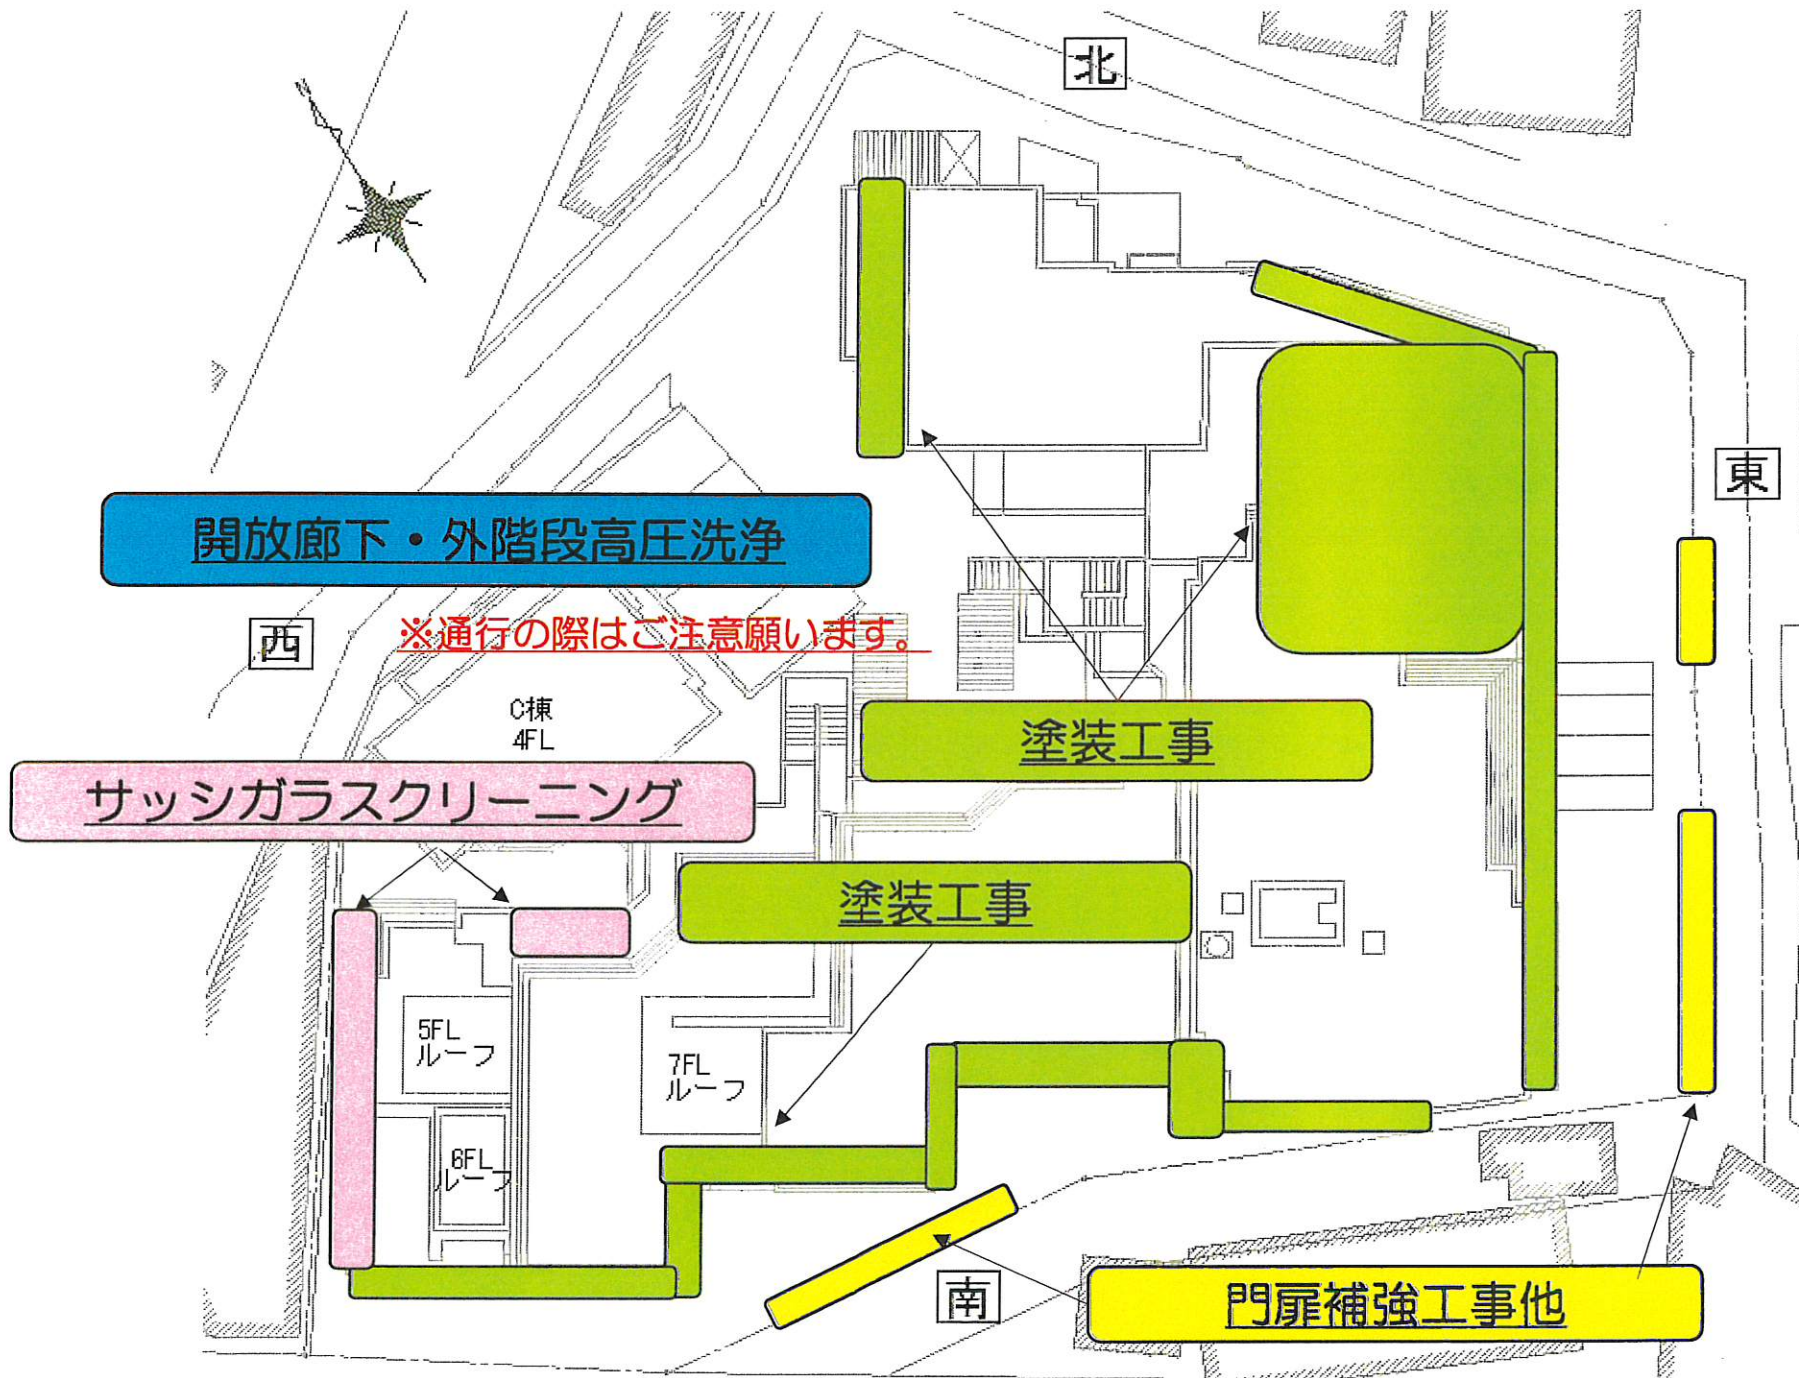 北
東
開放廊下・外階段高圧洗浄
※通行の際はご注意願います。
西
C棟
4FL
塗装工事
サッシガラスクリーニング
塗装工事
5FL
ルーフ
7FL
ルーフ
6FL
ルーフ
南
門扉補強工事他